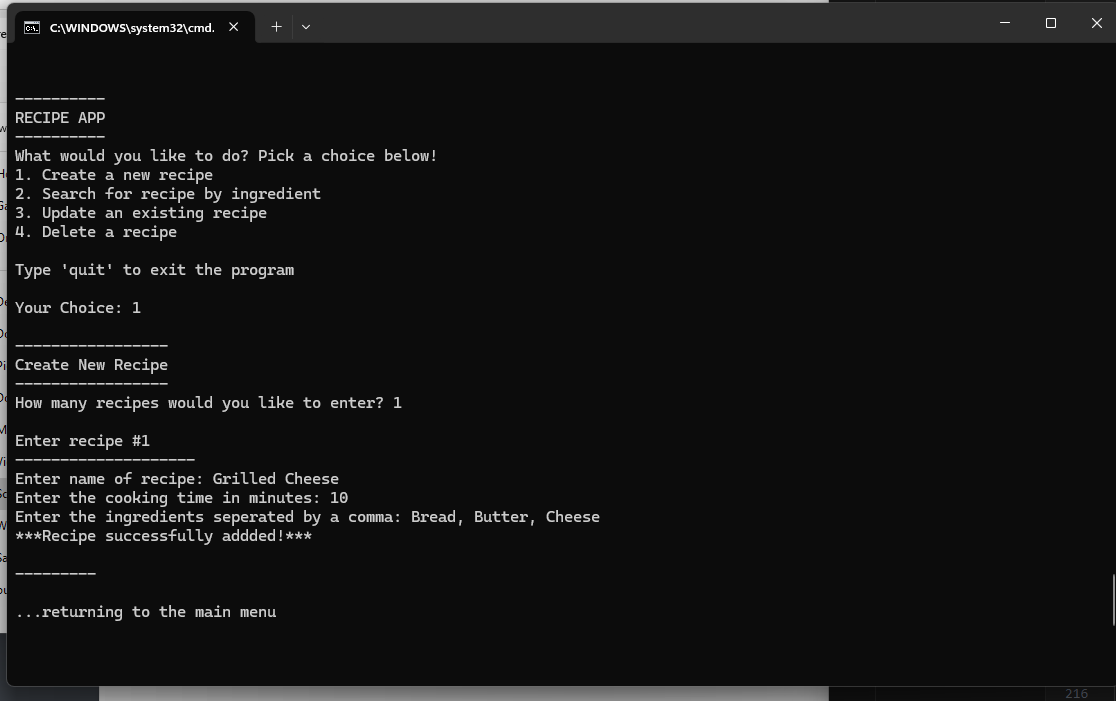 C:\WINDOWS\system32\cmd.
----------
RECIPE APP
----------
What would you like to do? Pick a choice below!
1. Create a new recipe
2. Search for recipe by ingredient
3. Update an existing recipe
4. Delete a recipe
Type 'quit' to exit the program
Your Choice: 1
-----------------
Create New Recipe
-----------------
How many recipes would you like to enter? 1
Enter recipe #1
--------------------
Enter name of recipe: Grilled Cheese
Enter the cooking time in minutes: 10
Enter the ingredients seperated by a comma: Bread, Butter, Cheese
***Recipe successfully addded!***
---------
...returning to the main menu
216